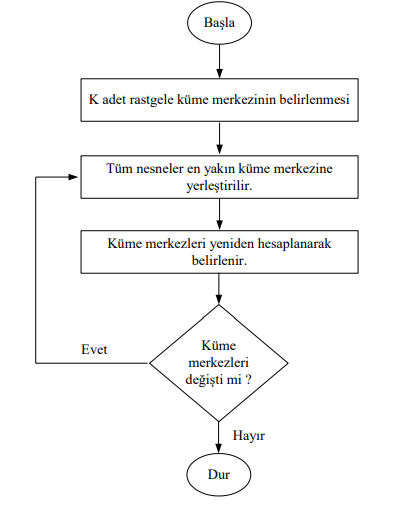 Başla
K adet rastgele küme merkezinin belirlenmesi
Tüm nesneler en yakın küme merkezine
yerleştirilir.
Küme merkezleri yeniden hesaplanarak
belirlenir.
Küme
merkezleri
değişti mi ?
Evet
Hayır
Dur